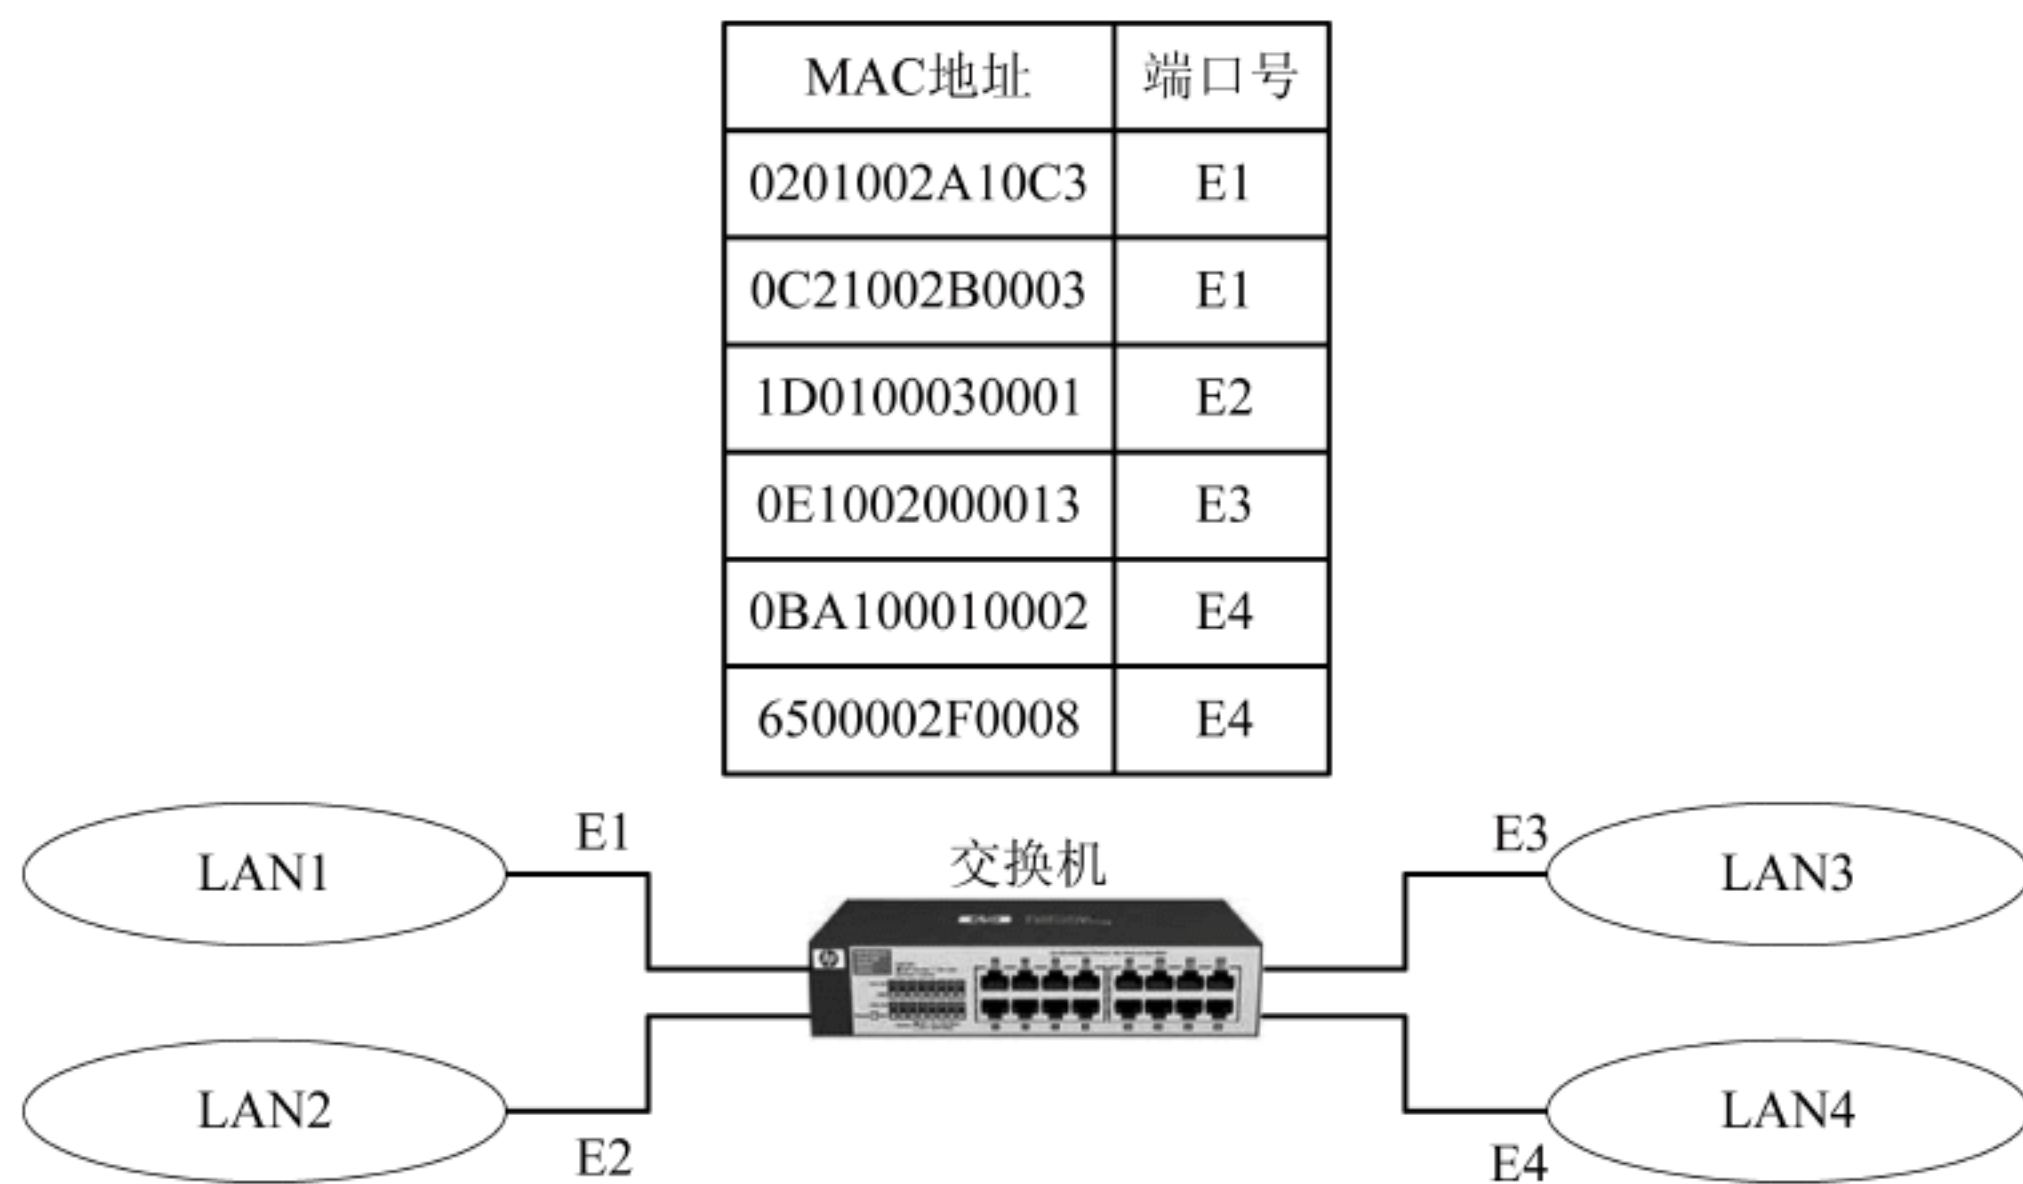 MAC地址 端口号
0201002A10C3 E1
0C21002B0003 E1
1D0100030001 E2
0E1002000013 E3
0BA100010002 E4
6500002F0008 E4
E1 交换机 E3
LAN1 LAN3
hp
LAN2 LAN4
E2 E4